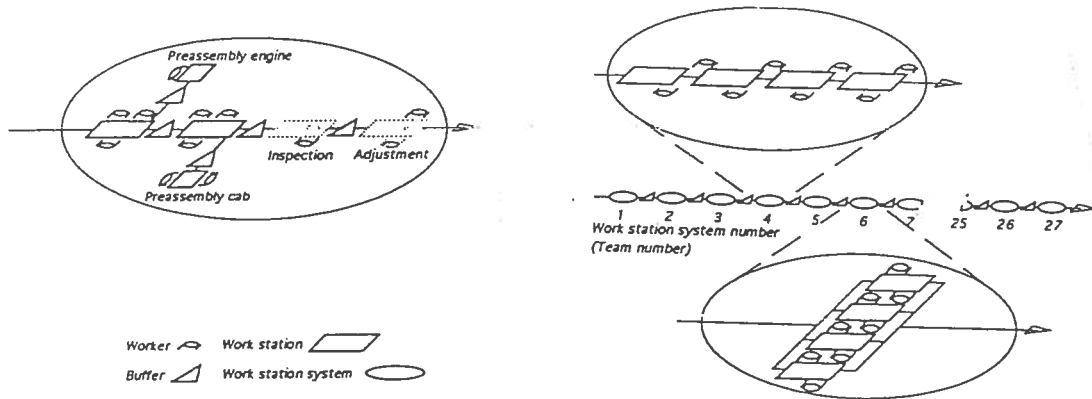 Preassembly engine
Inspection
Adjustment
Preassembly cab
1 2 3 4 5 6 7 25 26 27
Work station system number
(Team number)
Worker Work station
Buffer Work station system